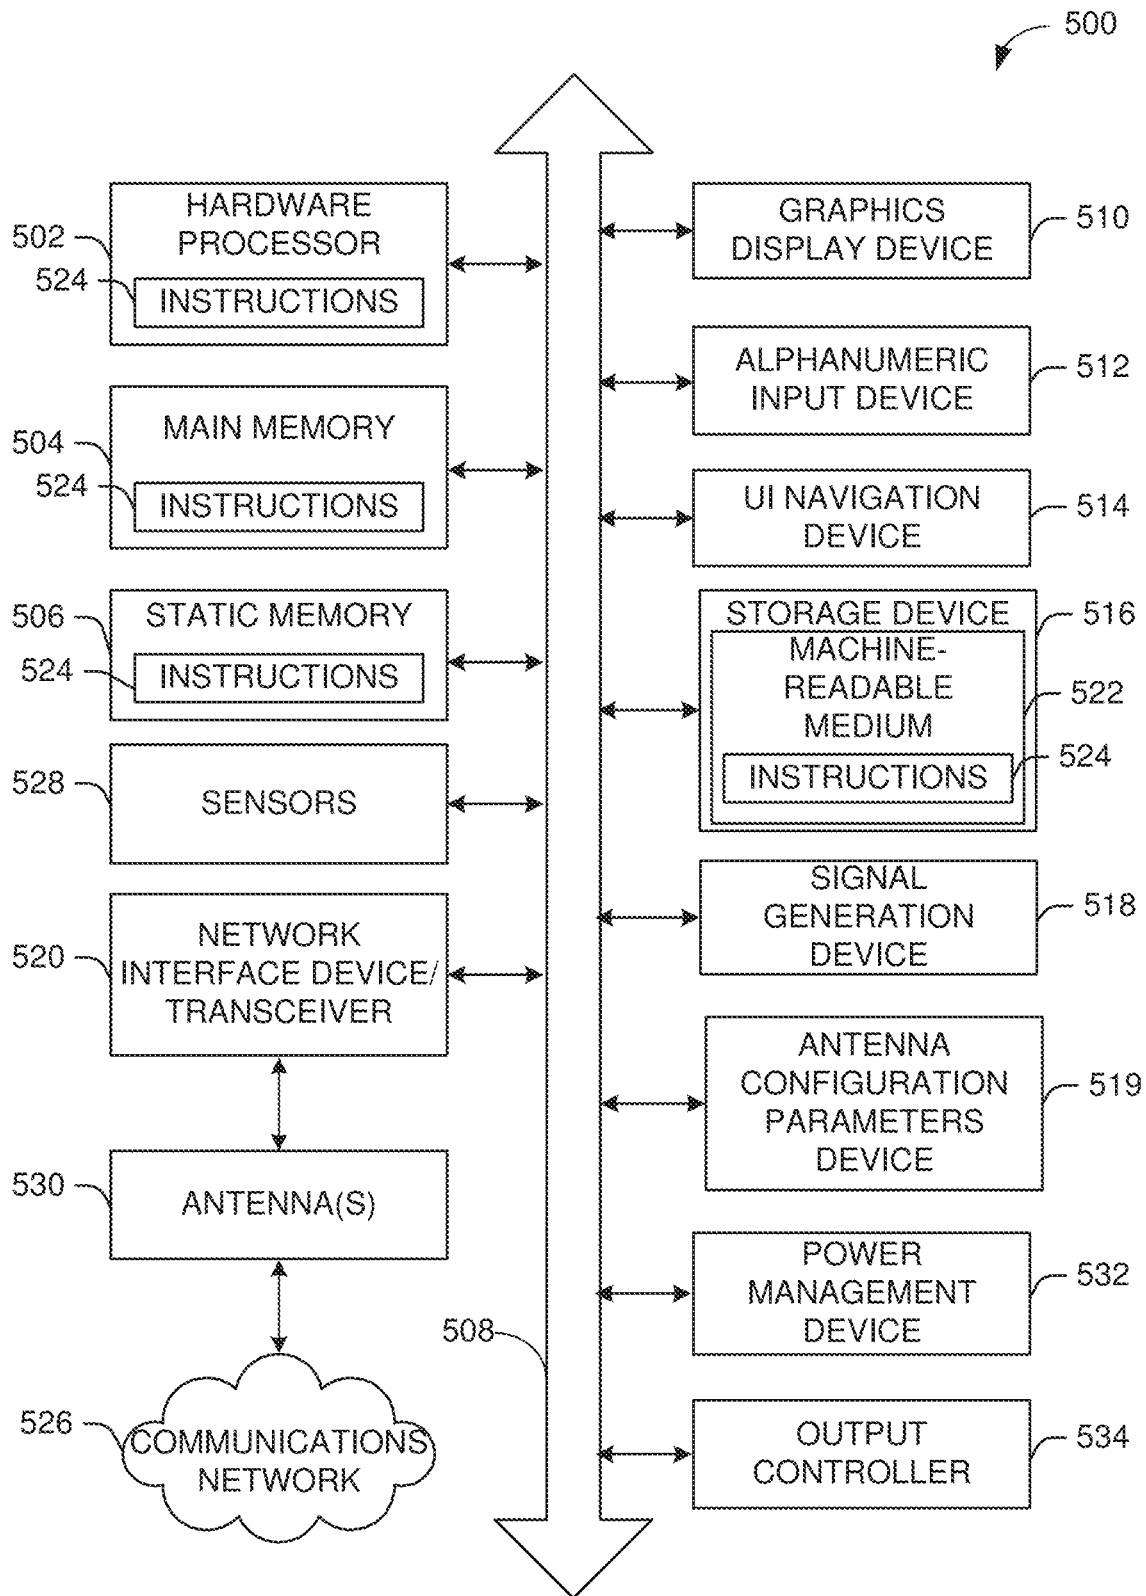 500
HARDWARE
PROCESSOR
502
524
INSTRUCTIONS
MAIN MEMORY
504
524
INSTRUCTIONS
STATIC MEMORY
506
524
INSTRUCTIONS
528
SENSORS
NETWORK
INTERFACE DEVICE/
TRANSCEIVER
520
530
ANTENNA(S)
526
COMMUNICATIONS
NETWORK
508
GRAPHICS
DISPLAY DEVICE
510
ALPHANUMERIC
INPUT DEVICE
512
UI NAVIGATION
DEVICE
514
STORAGE DEVICE
516
MACHINE-
READABLE
MEDIUM
522
INSTRUCTIONS
524
SIGNAL
GENERATION
DEVICE
518
ANTENNA
CONFIGURATION
PARAMETERS
DEVICE
519
POWER
MANAGEMENT
DEVICE
532
OUTPUT
CONTROLLER
534